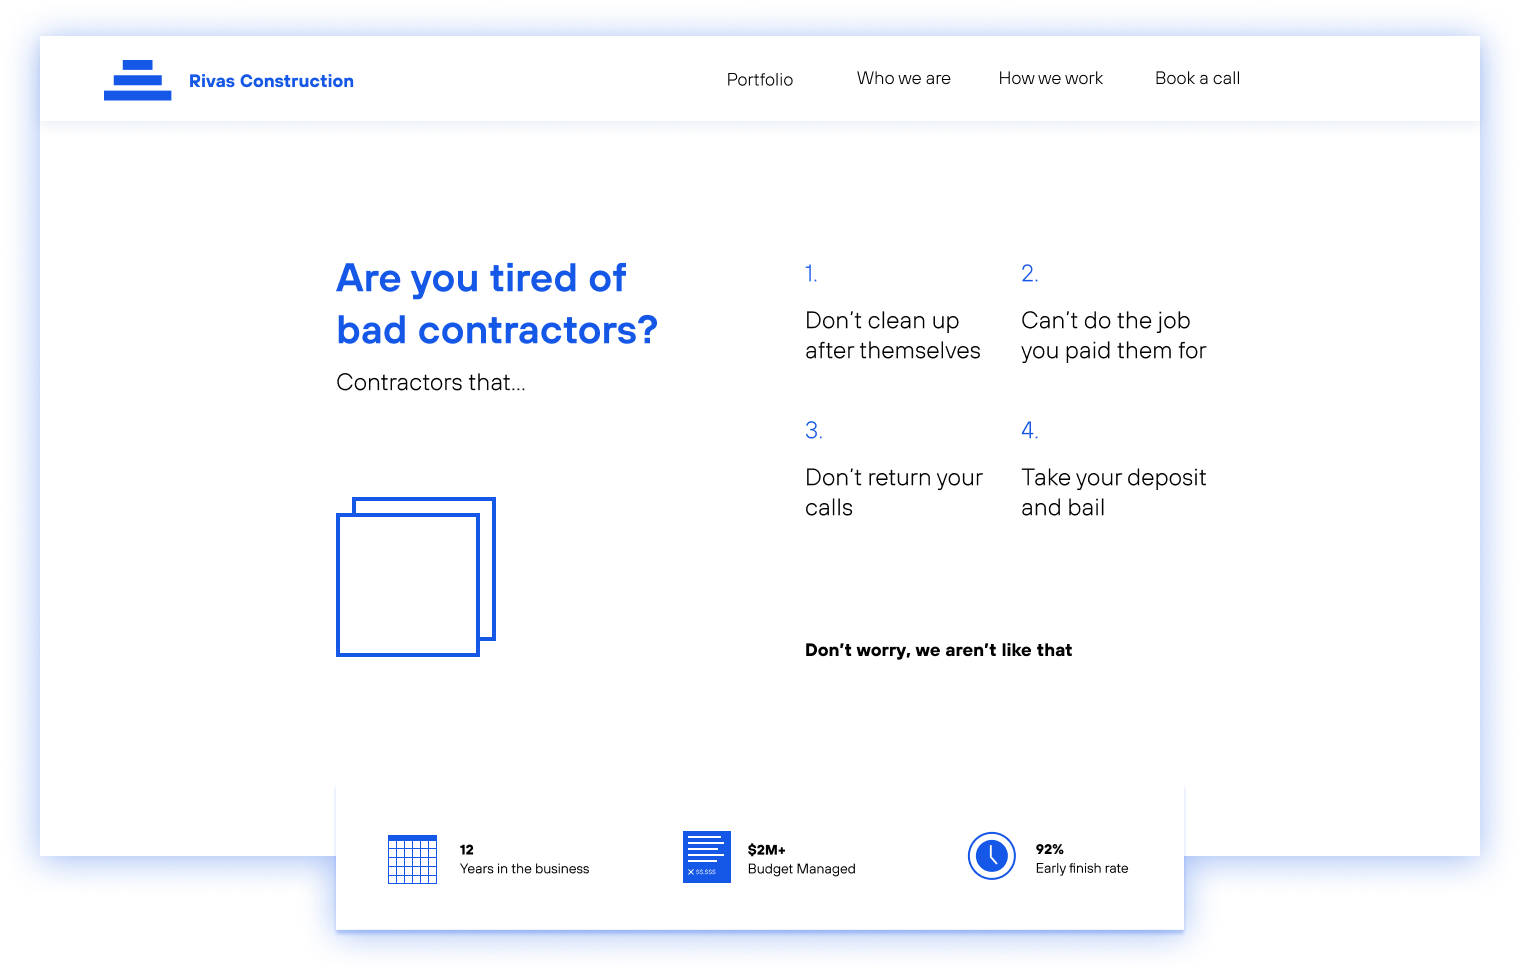 Rivas Construction
Portfolio
Who we are
How we work
Book a call
Are you tired of
bad contractors?
Contractors that...
1.
Don’t clean up
after themselves
2.
Can’t do the job
you paid them for
3.
Don’t return your
calls
4.
Take your deposit
and bail
Don’t worry, we aren’t like that
12
Years in the business
$2M+
Budget Managed
92%
Early finish rate